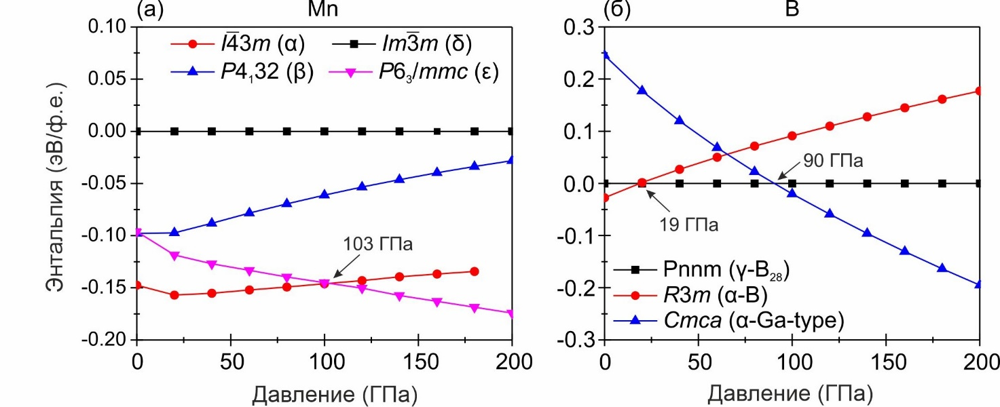 (а) Mn
0.10
0.05
0.00
-0.05
-0.10
-0.15
-0.20
Энтальпия (эВ/ф.е.)
I4̅3m (α) Im3̅m (δ)
P4₁32 (β) P6₃/mmc (ε)
103 ГПа
0 50 100 150 200
Давление (ГПа)
(б) B
0.3
0.2
0.1
0.0
-0.1
-0.2
-0.3
90 ГПа
19 ГПа
Pnnm (γ-B₂₈)
R3m (α-B)
Cmca (α-Ga-type)
0 50 100 150 200
Давление (ГПа)